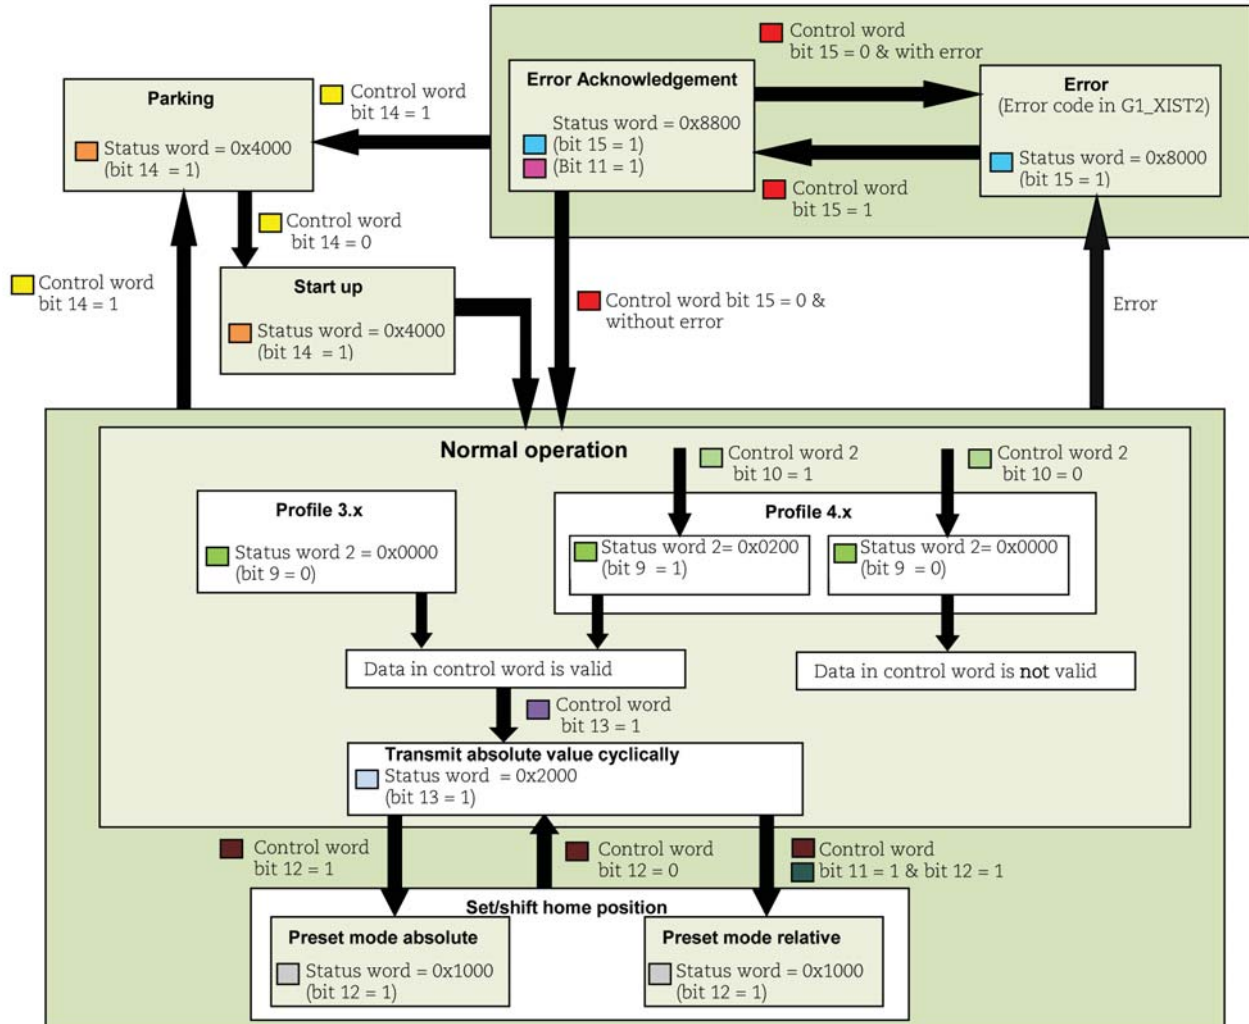 Control word
bit 15 = 0 & with error
Parking
Status word = 0x4000
(bit 14  = 1)
Control word
bit 14 = 1
Error Acknowledgement
Status word = 0x8800
(bit 15 = 1)
(Bit 11 = 1)
Error
(Error code in G1_XIST2)
Status word = 0x8000
(bit 15 = 1)
Control word
bit 15 = 1
Control word
bit 14 = 0
Control word
bit 14 = 1
Start up
Status word = 0x4000
(bit 14  = 1)
Control word bit 15 = 0 &
without error
Error
Normal operation
Control word 2
bit 10 = 1
Control word 2
bit 10 = 0
Profile 3.x
Status word 2 = 0x0000
(bit 9 = 0)
Profile 4.x
Status word 2= 0x0200
(bit 9  = 1)
Status word 2= 0x0000
(bit 9  = 0)
Data in control word is valid
Data in control word is not valid
Control word
bit 13 = 1
Transmit absolute value cyclically
Status word  = 0x2000
(bit 13 = 1)
Control word
bit 12 = 1
Control word
bit 12 = 0
Control word
bit 11 = 1 & bit 12 = 1
Set/shift home position
Preset mode absolute
Status word = 0x1000
(bit 12 = 1)
Preset mode relative
Status word = 0x1000
(bit 12 = 1)